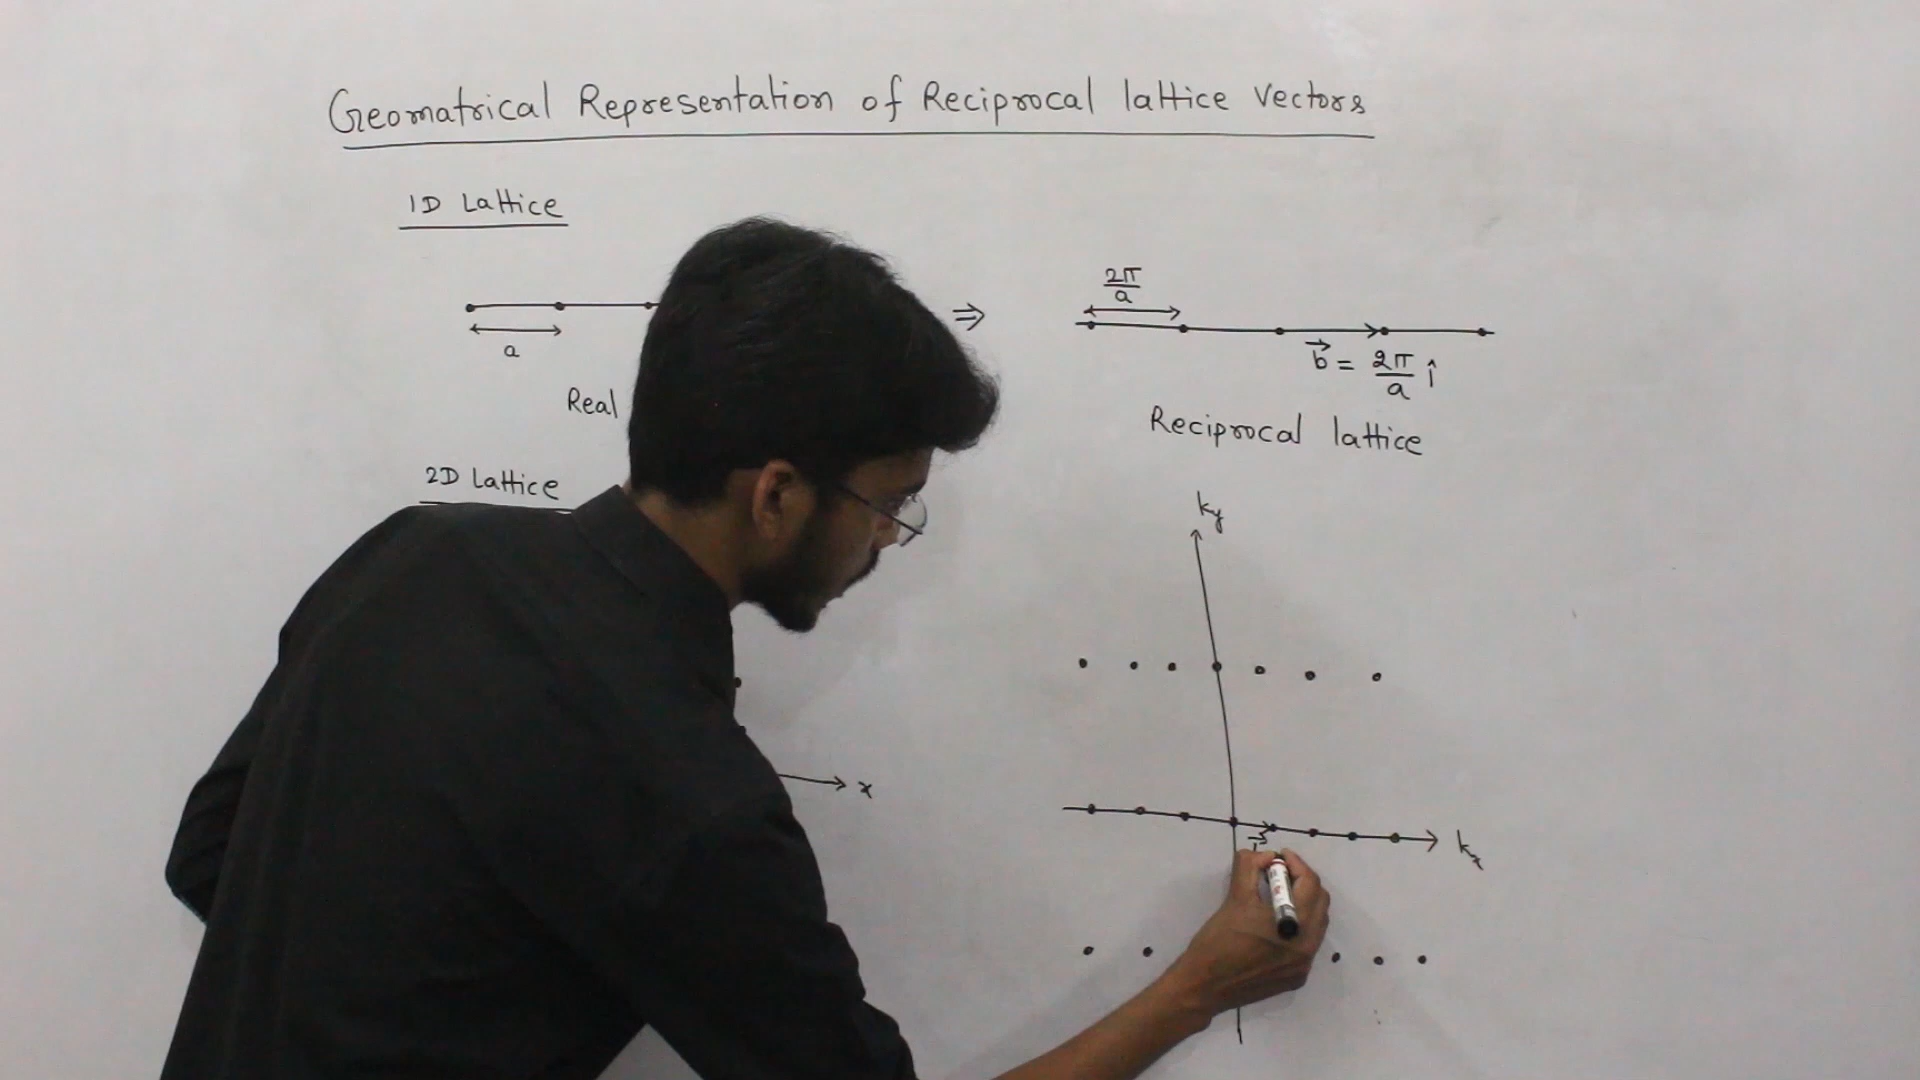 Geomatrical Representation of Reciprocal lattice vectors
1D Lattice
a
Real
⇒
2π/a
b⃗ = 2π/a î
Reciprocal lattice
2D Lattice
x
ky
kx